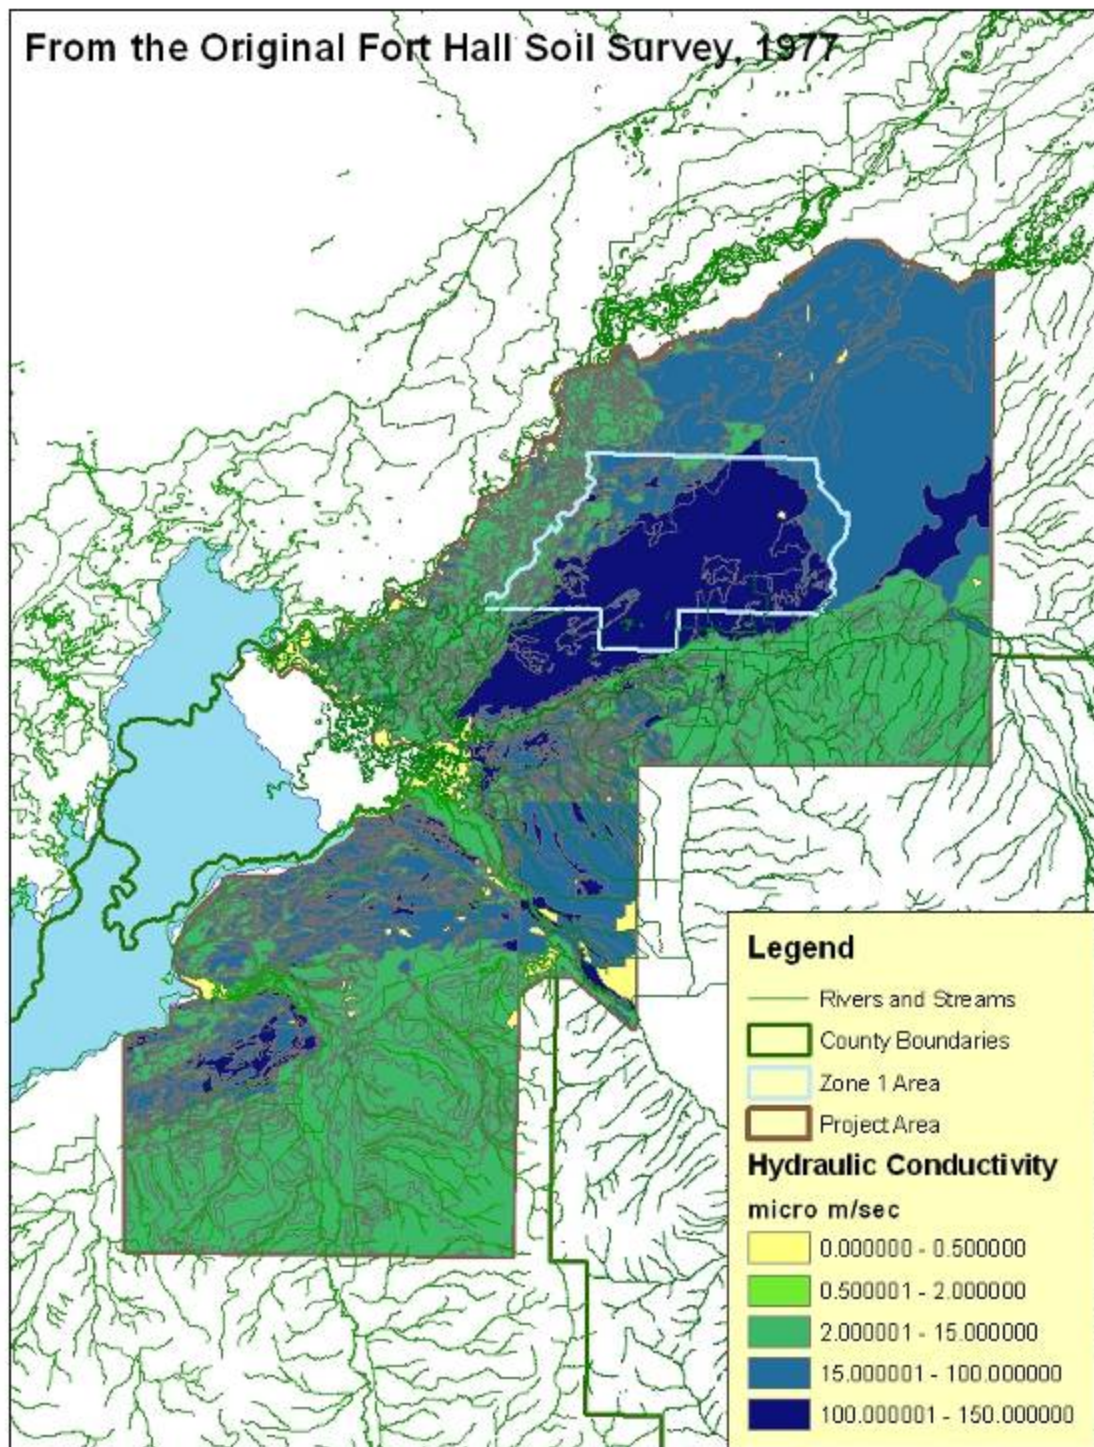 From the Original Fort Hall Soil Survey, 1977
Legend
Rivers and Streams
County Boundaries
Zone 1 Area
Project Area
Hydraulic Conductivity
micro m/sec
0.000000 - 0.500000
0.500001 - 2.000000
2.000001 - 15.000000
15.000001 - 100.000000
100.000001 - 150.000000